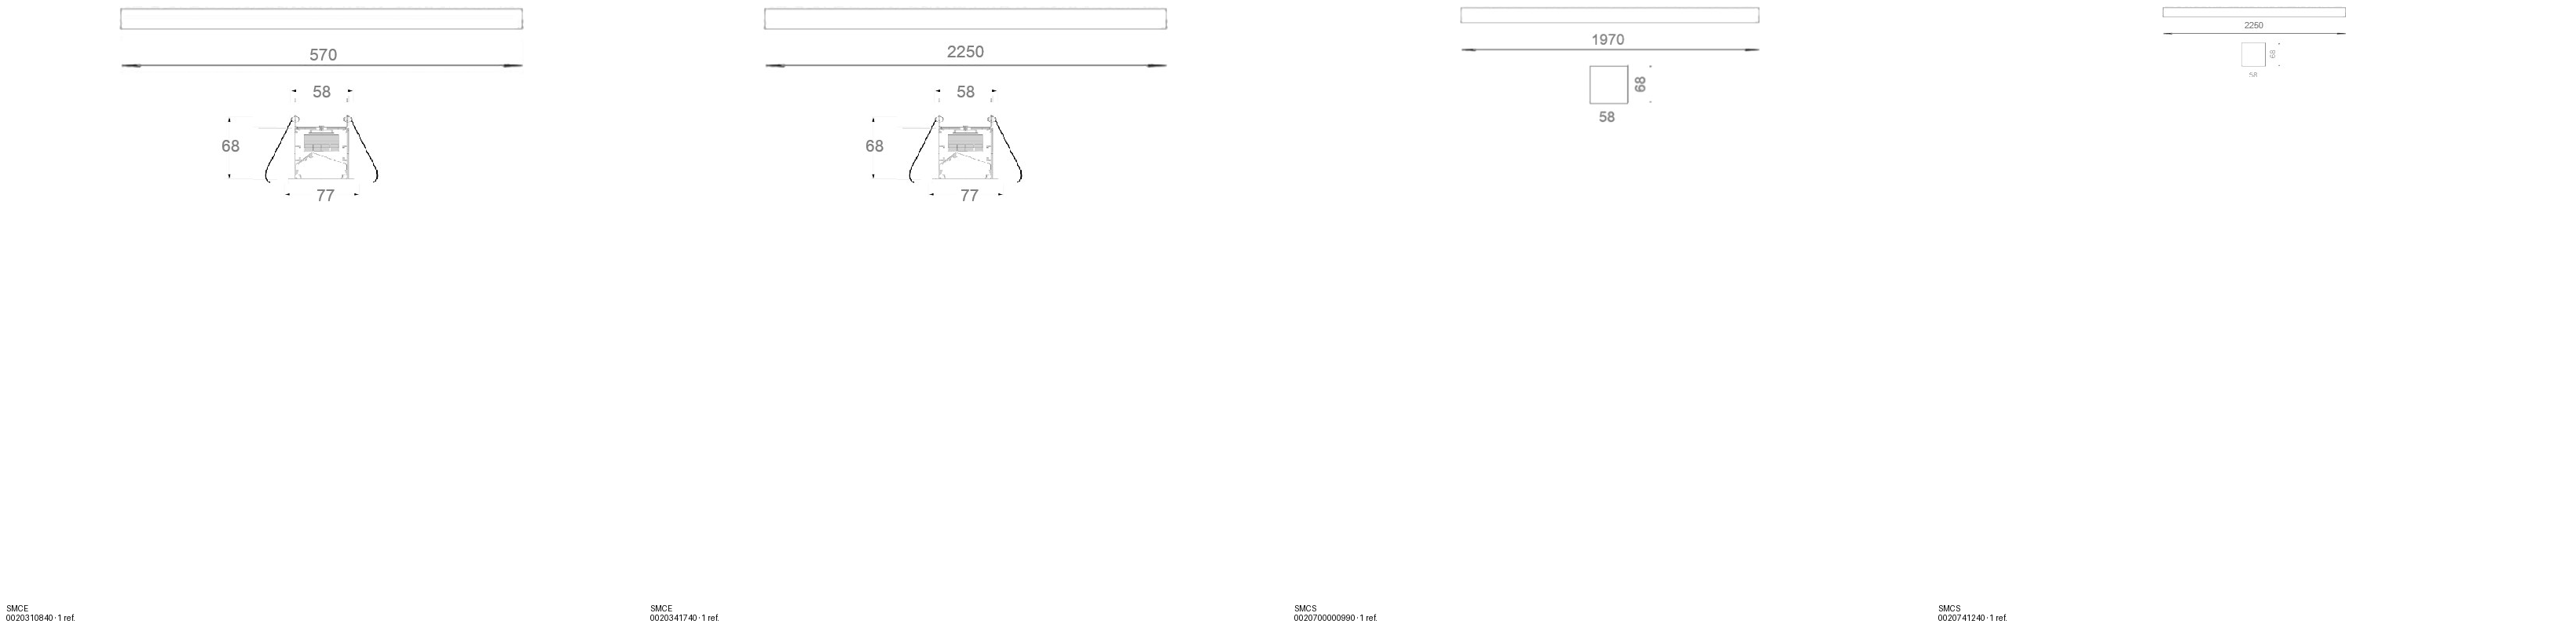 570
58
68
77
SMCE
0020310840 · 1 ref.
2250
58
68
77
SMCE
0020341740 · 1 ref.
1970
68
58
SMCS
0020700000990 · 1 ref.
2250
68
58
SMCS
0020741240 · 1 ref.